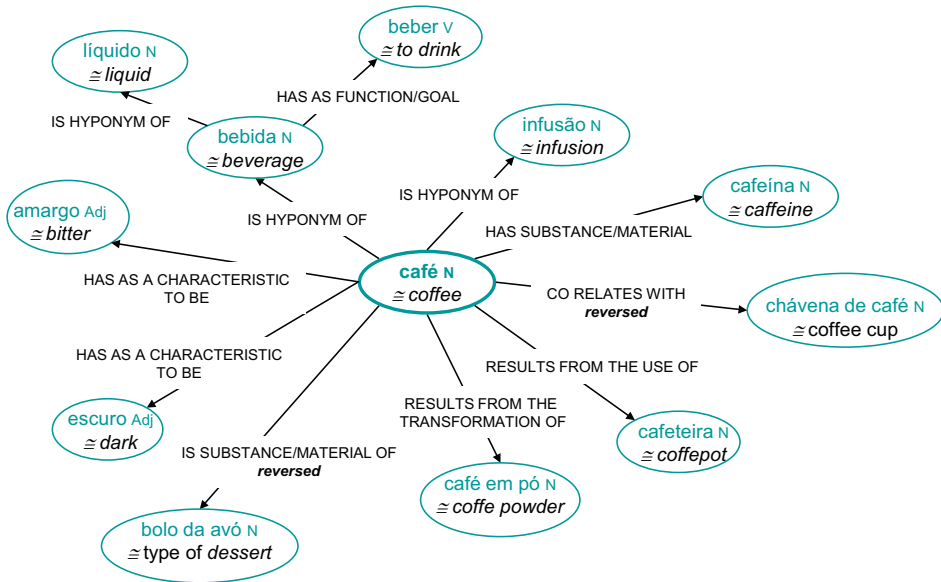 beber V
≅ to drink
líquido N
≅ liquid
HAS AS FUNCTION/GOAL
IS HYPONYM OF
bebida N
≅ beverage
infusão N
≅ infusion
cafeína N
≅ caffeine
amargo Adj
≅ bitter
IS HYPONYM OF
IS HYPONYM OF
HAS SUBSTANCE/MATERIAL
café N
≅ coffee
HAS AS A CHARACTERISTIC
TO BE
CO RELATES WITH
reversed
chávena de café N
≅ coffee cup
HAS AS A CHARACTERISTIC
TO BE
RESULTS FROM THE USE OF
RESULTS FROM THE
TRANSFORMATION OF
escuro Adj
≅ dark
cafeteira N
≅ coffepot
IS SUBSTANCE/MATERIAL OF
reversed
café em pó N
≅ coffe powder
bolo da avó N
≅ type of dessert